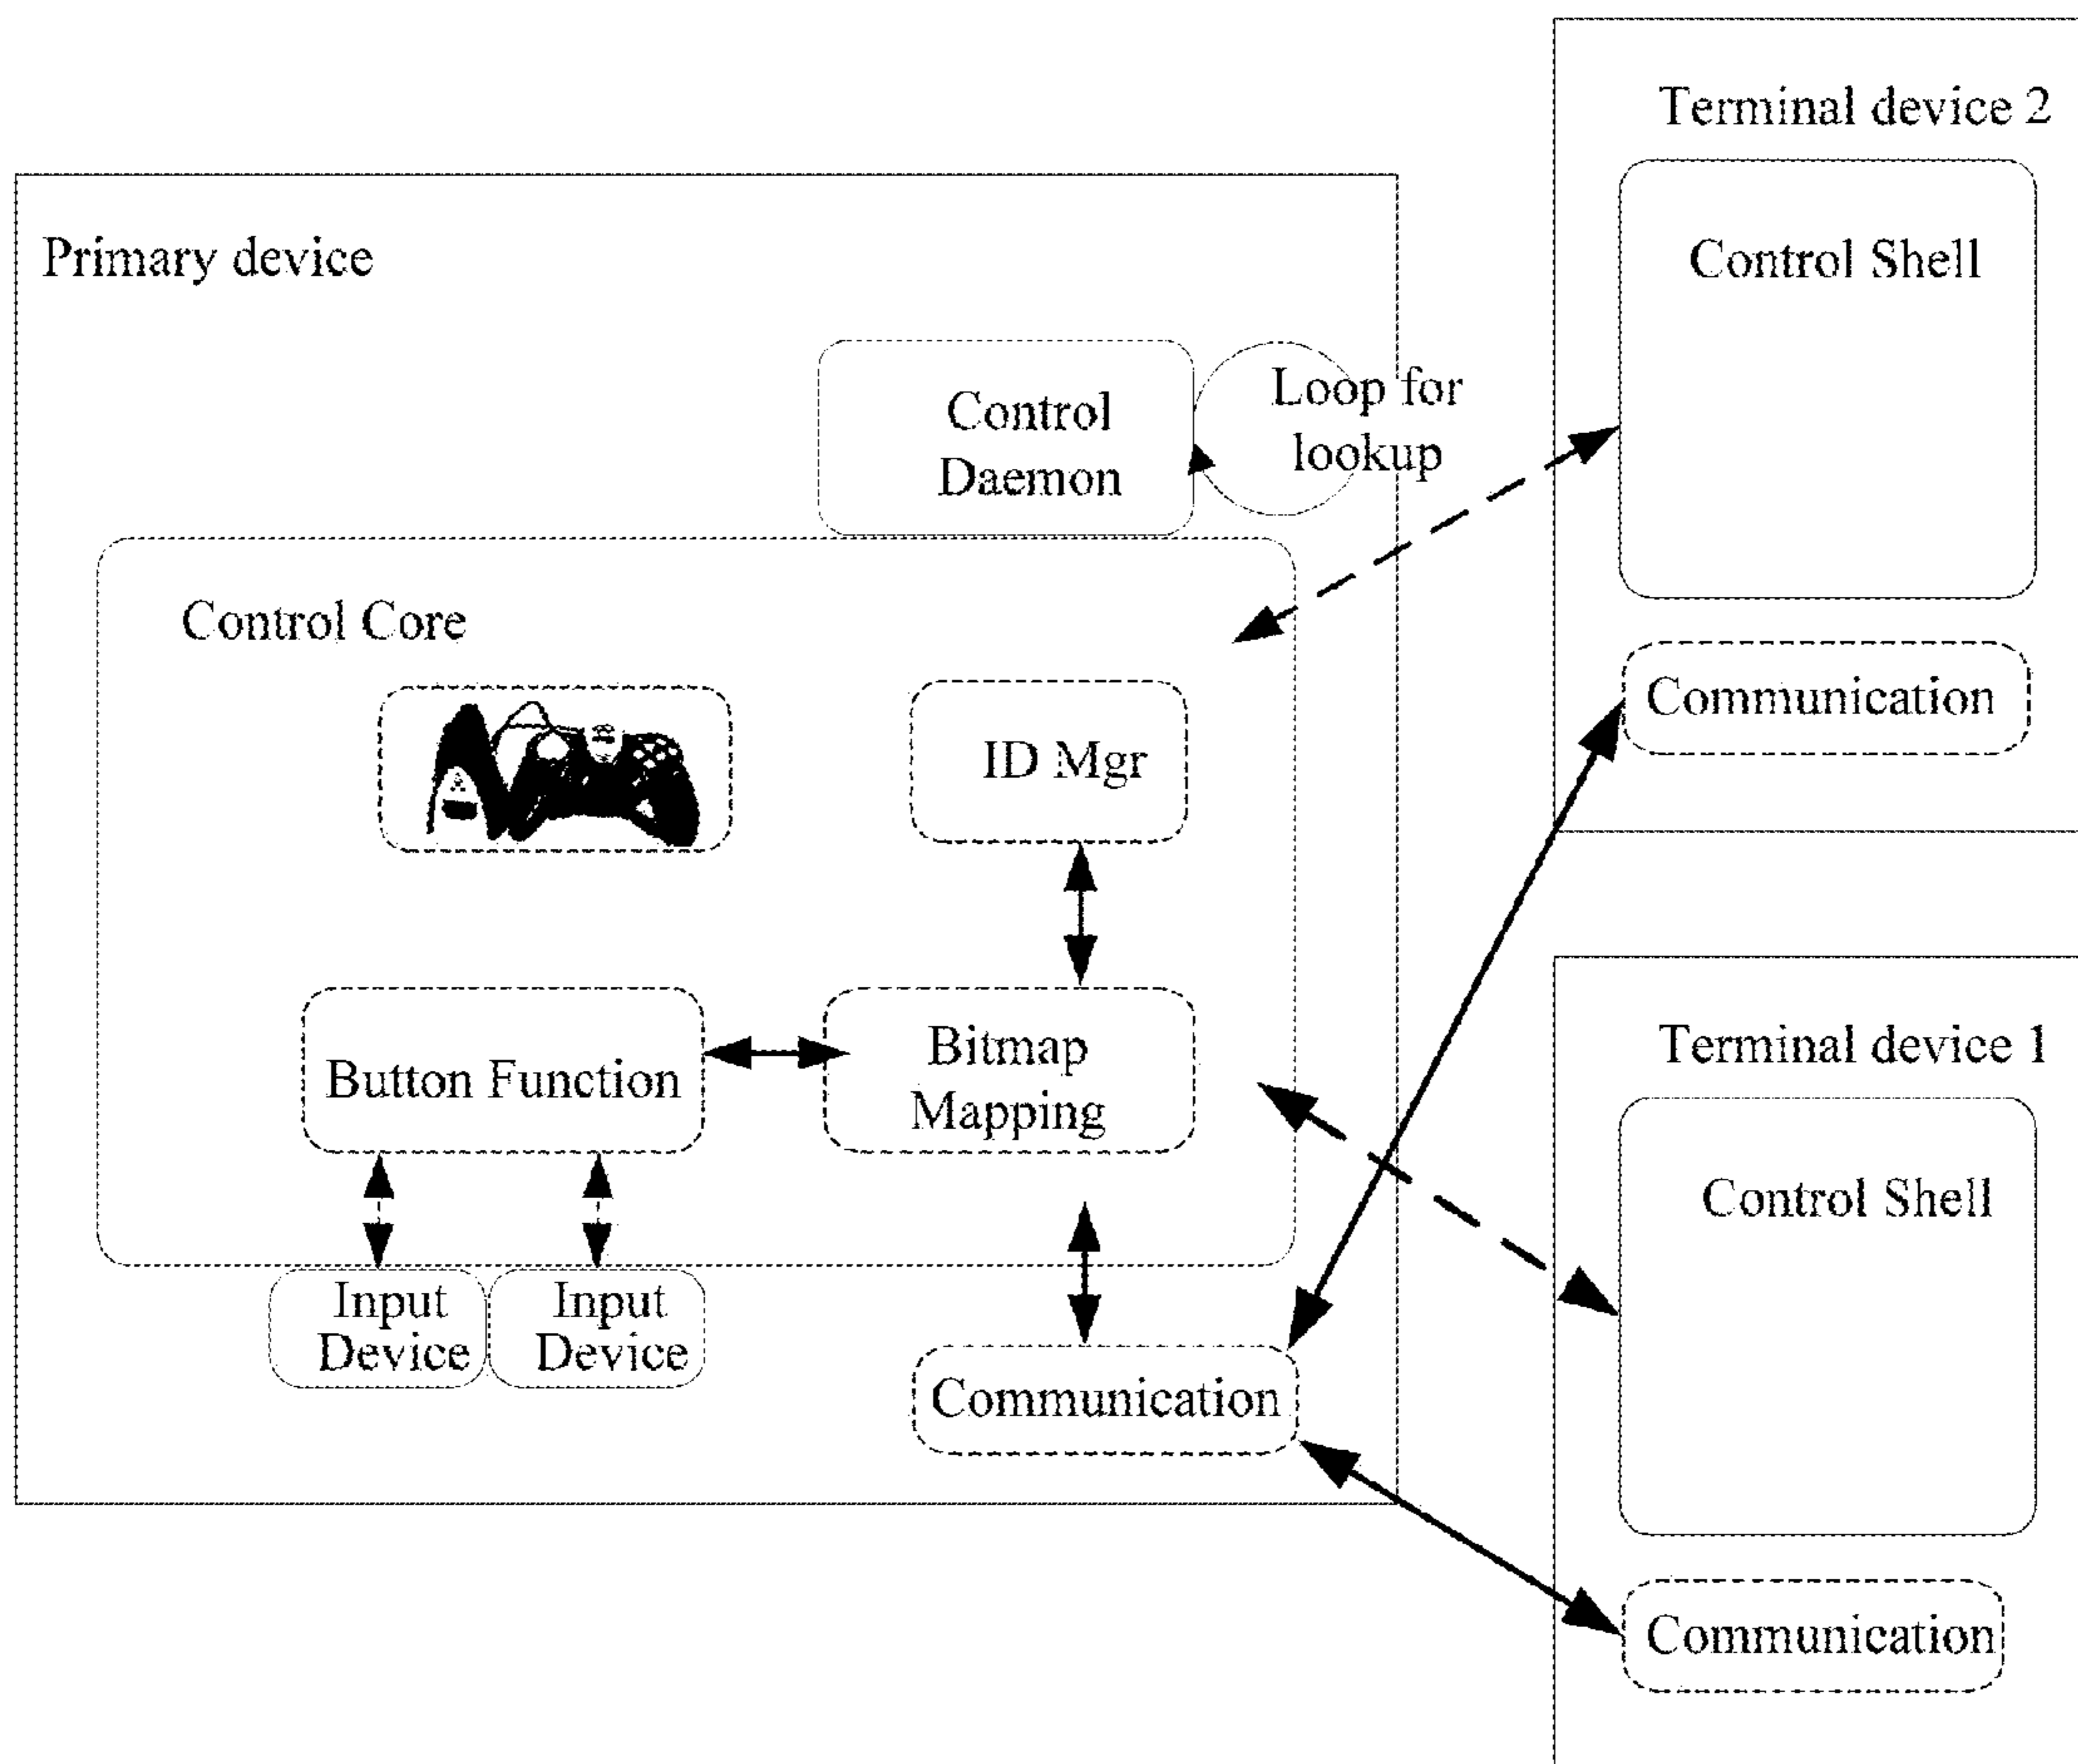 Primary device
Control
Daemon
Loop for
lookup
Control Core
ID Mgr
Button Function
Bitmap
Mapping
Input
Device
Input
Device
Communication
Terminal device 2
Control Shell
Communication
Terminal device 1
Control Shell
Communication